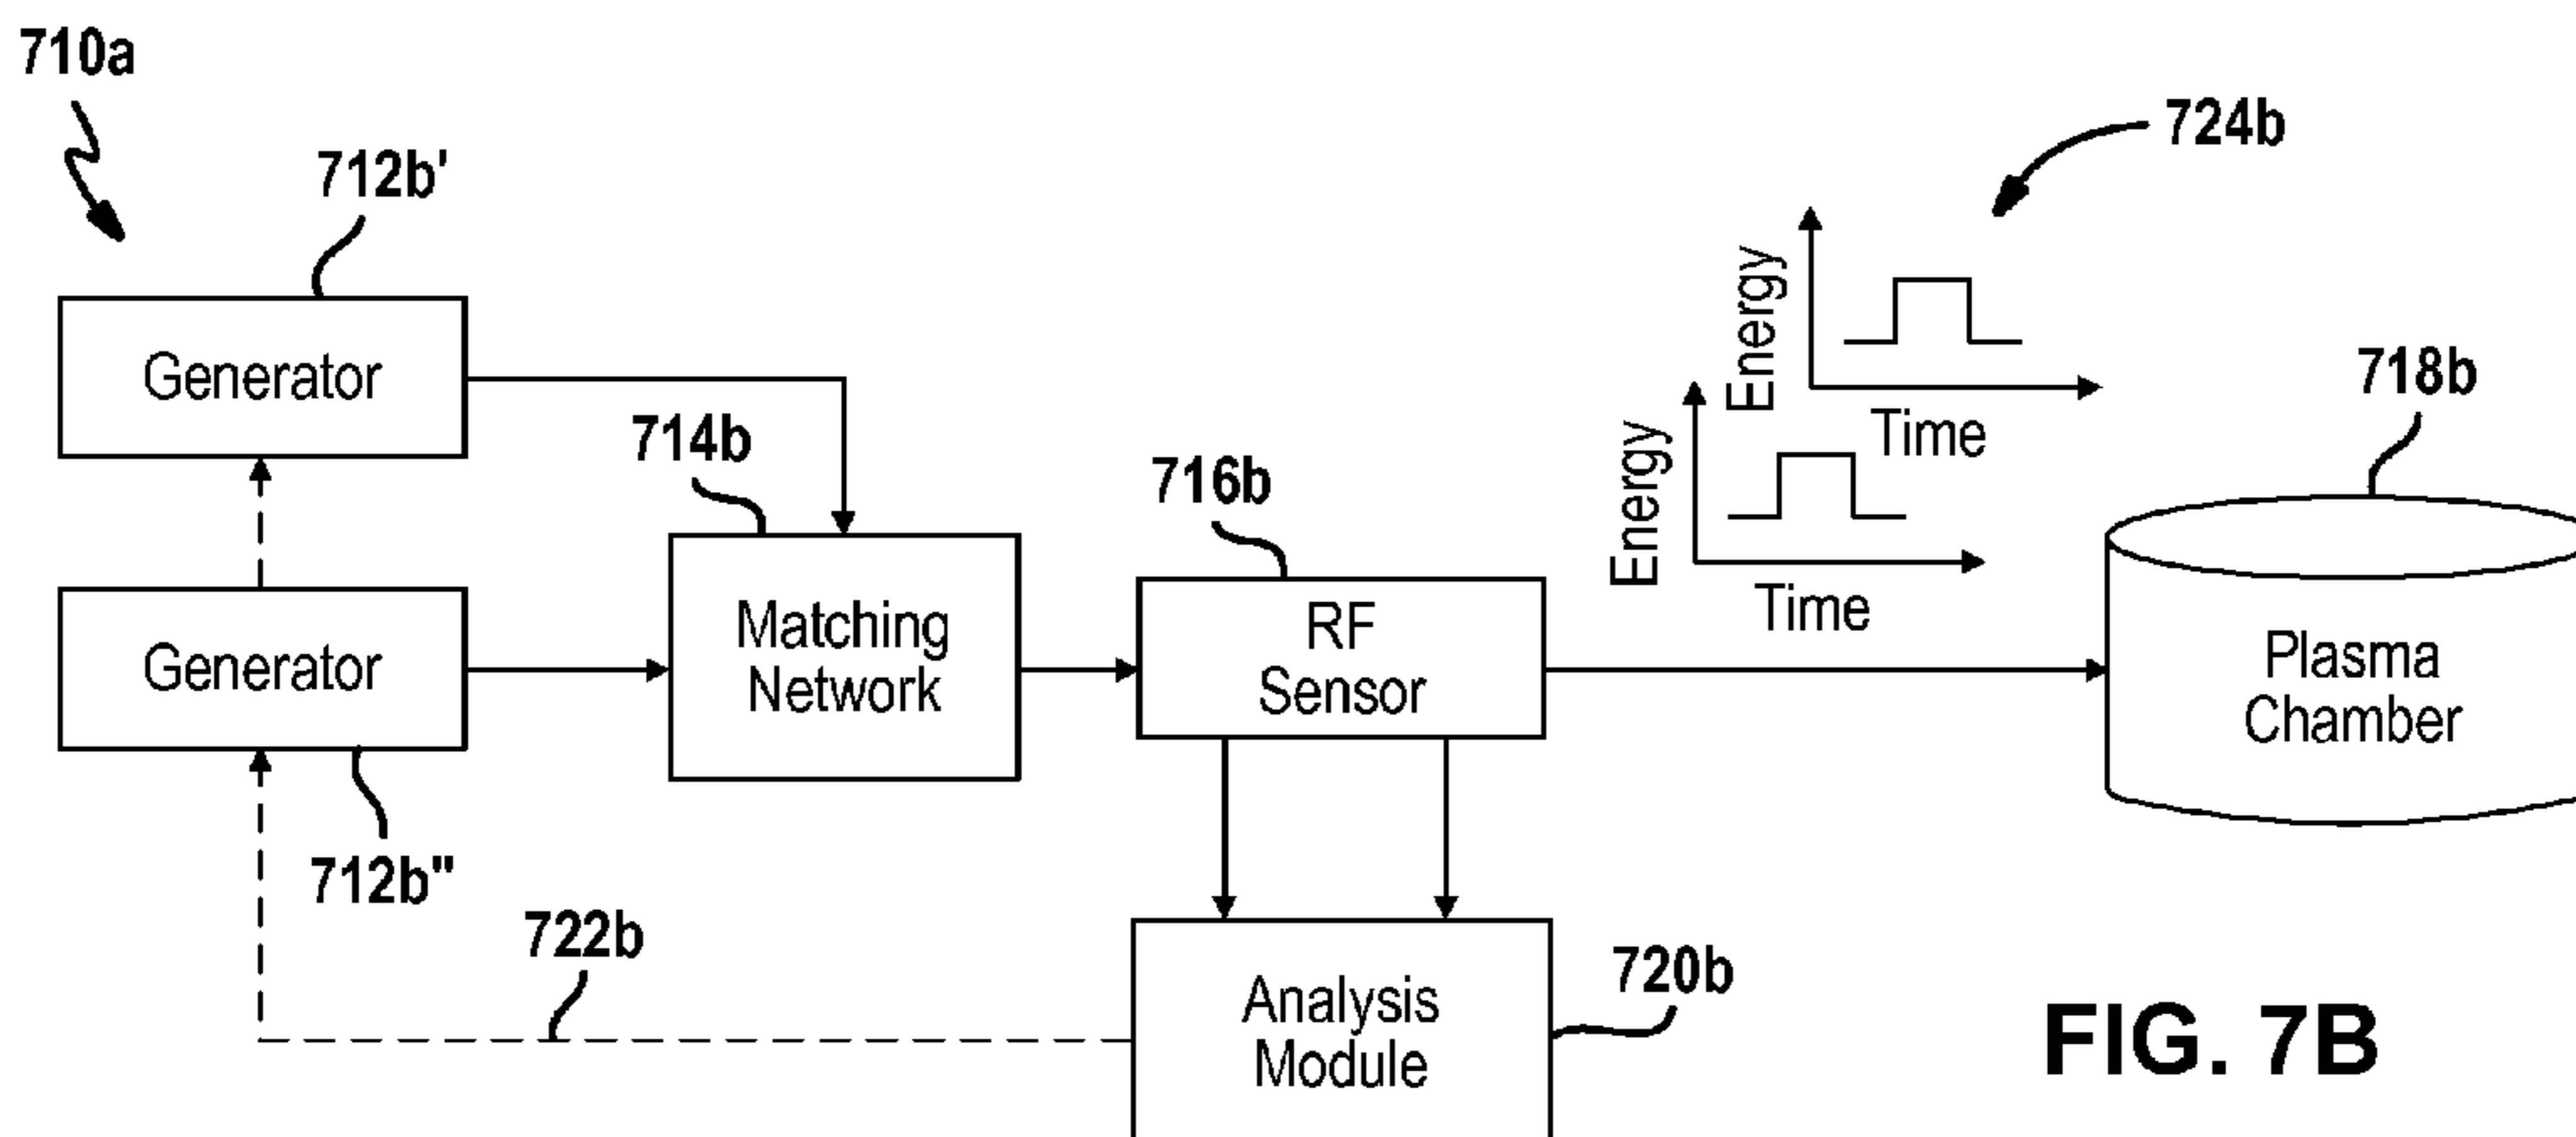 710a
712b'
724b
Generator
714b
716b
Energy
Time
Energy
Time
718b
Generator
712b"
Matching
Network
RF
Sensor
Plasma
Chamber
722b
Analysis
Module
720b
FIG. 7B